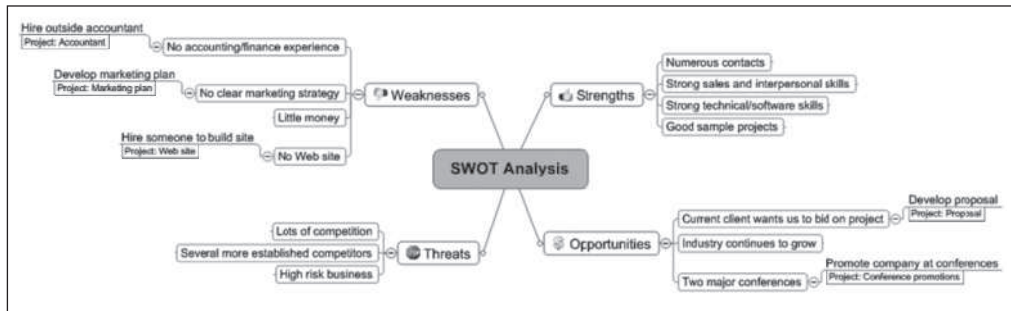 Hire outside accountant
Project: Accountant
No accounting/finance experience
Develop marketing plan
Project: Marketing plan
No clear marketing strategy
Weaknesses
Little money
Hire someone to build site
Project: Web site
No Web site
Numerous contacts
Strong sales and interpersonal skills
Strengths
Strong technical/software skills
Good sample projects
SWOT Analysis
Lots of competition
Several more established competitors
Threats
High risk business
Develop proposal
Current client wants us to bid on project
Project: Proposal
Opportunities
Industry continues to grow
Promote company at conferences
Two major conferences
Project: Conference promotions